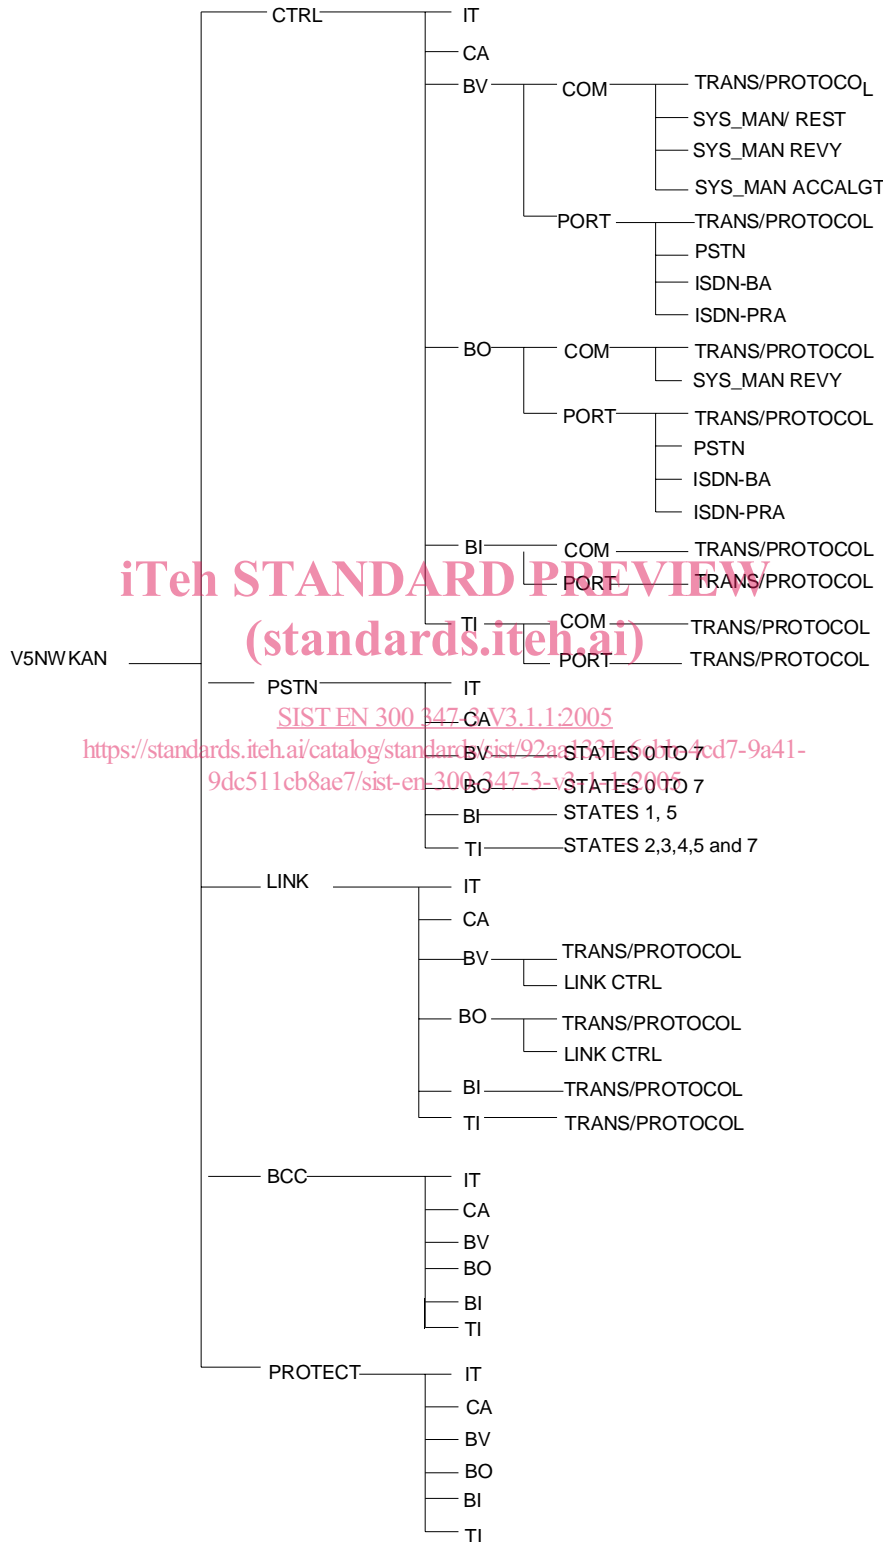 CTRL IT
CA
BV COM TRANS/PROTOCOL
SYS_MAN/ REST
SYS_MAN REVY
SYS_MAN ACCALGT
PORT TRANS/PROTOCOL
PSTN
ISDN-BA
ISDN-PRA
BO COM TRANS/PROTOCOL
SYS_MAN REVY
PORT TRANS/PROTOCOL
PSTN
ISDN-BA
ISDN-PRA
BI COM TRANS/PROTOCOL
iTeh STANDARD PREVIEW
PORT TRANS/PROTOCOL
TI COM TRANS/PROTOCOL
(standards.iteh.ai)
V5NWKAN PORT TRANS/PROTOCOL
PSTN IT
SIST EN 300 347-3 V3.1.1:2005
CA
https://standards.iteh.ai/catalog/standards/sist/92aa1331-6cbb-4cd7-9a41-
BV STATES 0 TO 7
9dc511cb8ae7/sist-en-300-347-3-v3-1-1-2005
BO STATES 0 TO 7
BI STATES 1, 5
TI STATES 2,3,4,5 and 7
LINK IT
CA
BV TRANS/PROTOCOL
LINK CTRL
BO TRANS/PROTOCOL
LINK CTRL
BI TRANS/PROTOCOL
TI TRANS/PROTOCOL
BCC IT
CA
BV
BO
BI
TI
PROTECT IT
CA
BV
BO
BI
TI